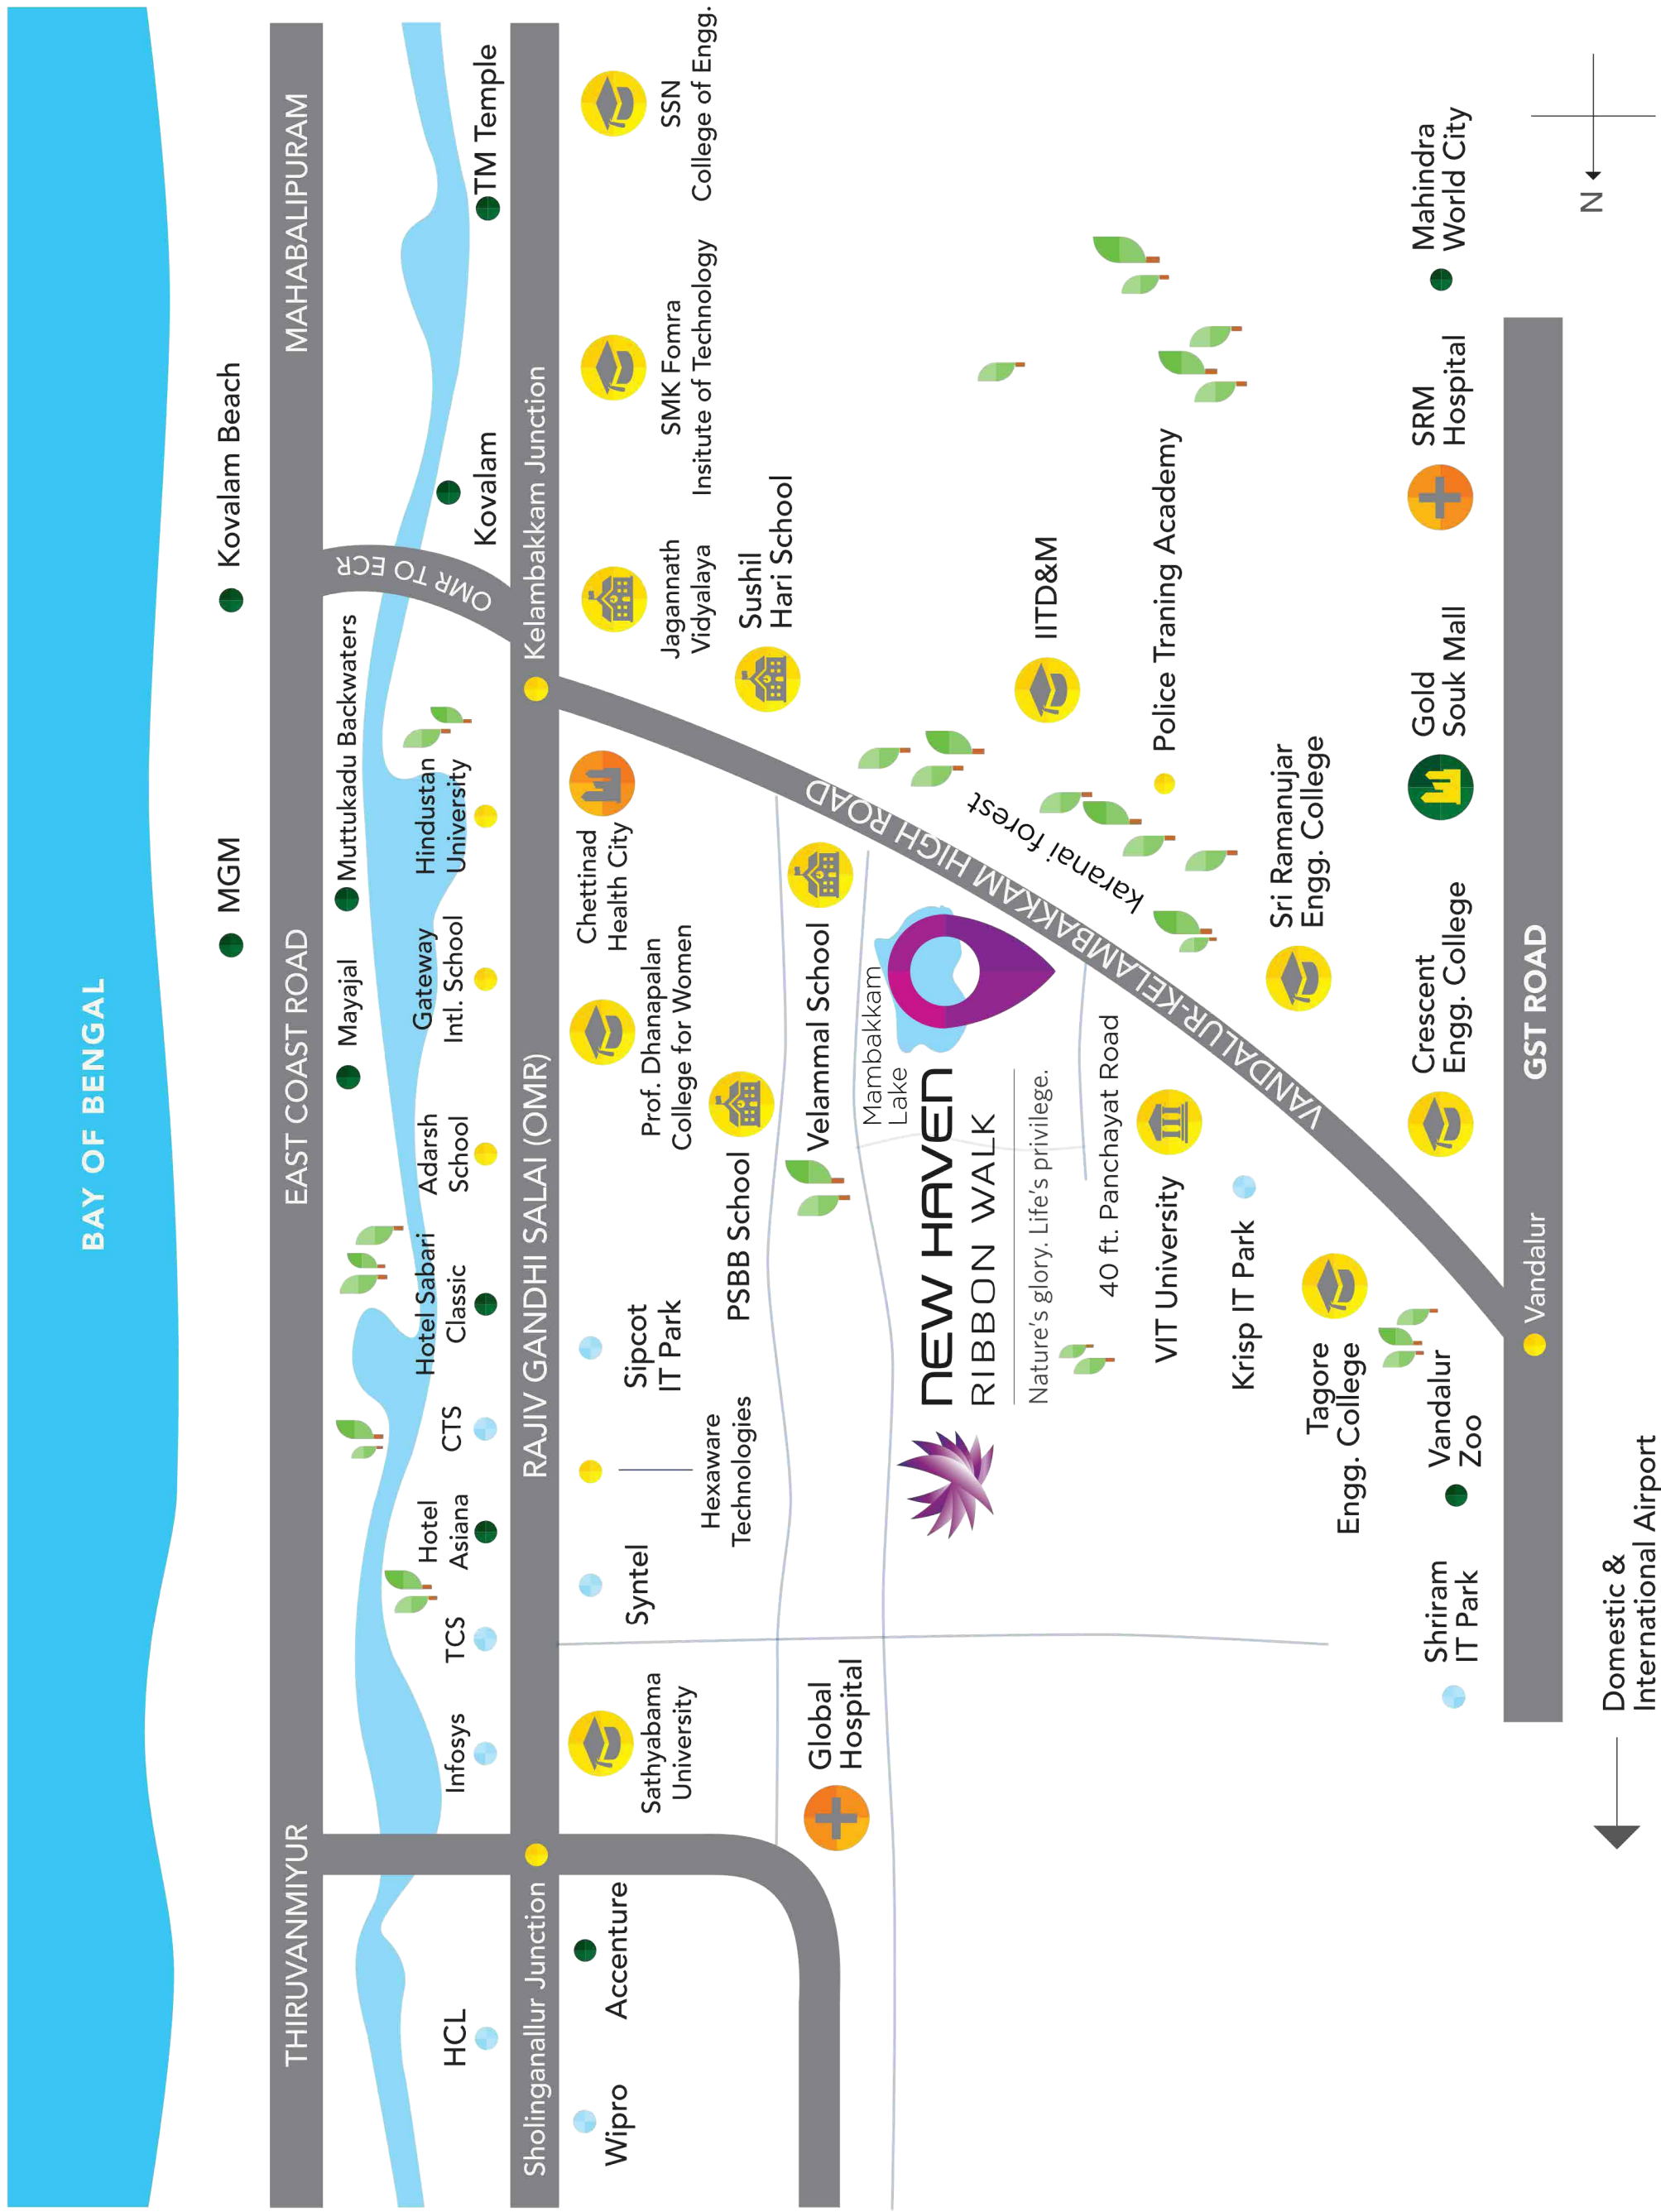 BAY OF BENGAL
MGM
Kovalam Beach
THIRUVANMIYUR
EAST COAST ROAD
MAHABALIPURAM
Mayajal
Muttukadu Backwaters
OMR TO ECR
HCL
Infosys
TCS
Hotel
Asiana
CTS
Hotel Sabari
Classic
Adarsh
School
Gateway
Intl. School
Hindustan
University
Kovalam
TM Temple
Sholinganallur Junction
RAJIV GANDHI SALAI (OMR)
Kelambakkam Junction
Wipro
Accenture
Sathyabama
University
Syntel
Hexaware
Technologies
Sipcot
IT Park
Prof. Dhanapalan
College for Women
Chettinad
Health City
Jagannath
Vidyalaya
SMK Fomra
Insitute of Technology
SSN
College of Engg.
PSBB School
Sushil
Hari School
Global
Hospital
Velammal School
Mambakkam
Lake
VANDALUR-KELAMBAKKAM HIGH ROAD
NEW HAVEN
RIBBON WALK
Nature's glory. Life's privilege.
karanai forest
IITD&M
40 ft. Panchayat Road
VIT University
Police Traning Academy
Krisp IT Park
Sri Ramanujar
Engg. College
Tagore
Engg. College
Shriram
IT Park
Vandalur
Zoo
Crescent
Engg. College
Gold
Souk Mall
SRM
Hospital
Mahindra
World City
Vandalur
GST ROAD
N
Domestic &
International Airport